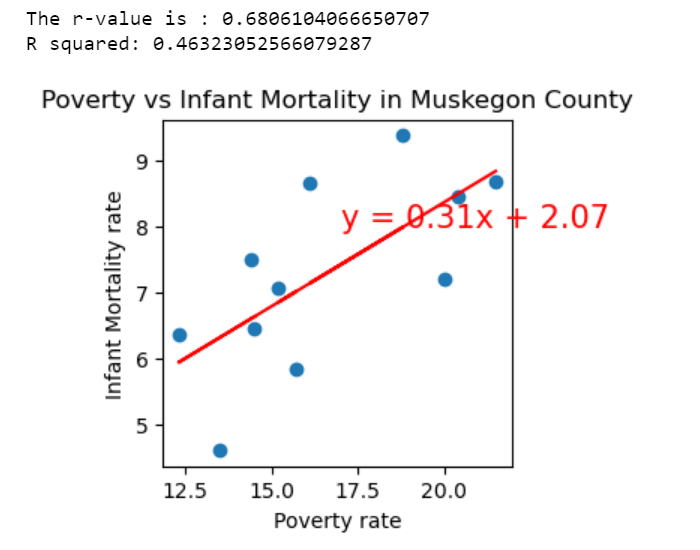 The r-value is : 0.6806104066650707
R squared: 0.46323052566079287
Poverty vs Infant Mortality in Muskegon County
9
8
7
6
5
Infant Mortality rate
y = 0.31x + 2.07
12.5 15.0 17.5 20.0
Poverty rate